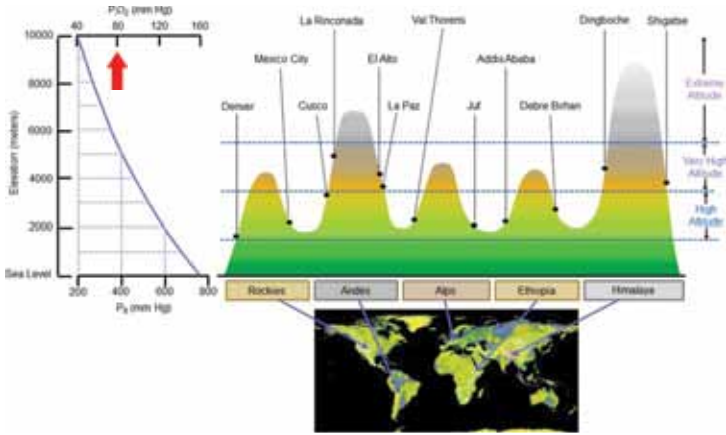 PIO₂ (mm Hg)
40 80 120 160
10000
8000
6000
4000
2000
Sea Level
Elevation (meters)
200 400 600 800
PB (mm Hg)
La Rinconada
Val Thorens
Dingboche
Shigatse
Mexico City
El Alto
Addis Ababa
Denver
Cusco
La Paz
Juf
Debre Birhan
Extreme
Altitude
Very High
Altitude
High
Altitude
Rockies
Andes
Alps
Ethiopia
Himalaya